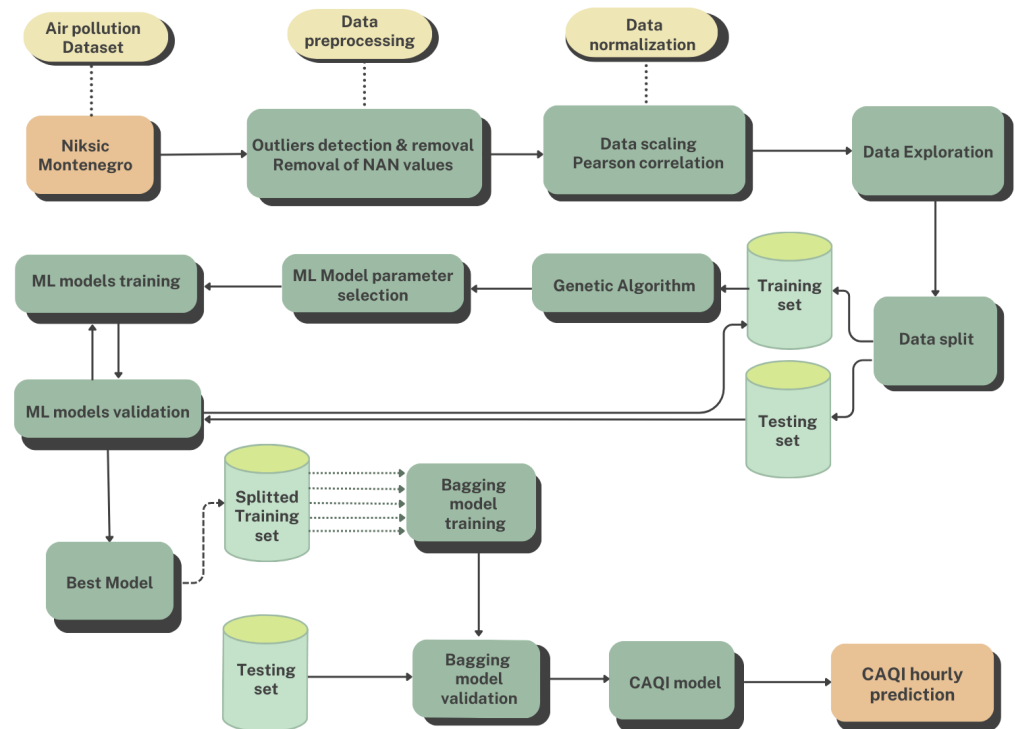 Air pollution
Dataset
Data
preprocessing
Data
normalization
Niksic
Montenegro
Outliers detection & removal
Removal of NAN values
Data scaling
Pearson correlation
Data Exploration
ML models training
ML Model parameter
selection
Genetic Algorithm
Training
set
Data split
ML models validation
Testing
set
Splitted
Training
set
Bagging
model
training
Best Model
Testing
set
Bagging
model
validation
CAQI model
CAQI hourly
prediction